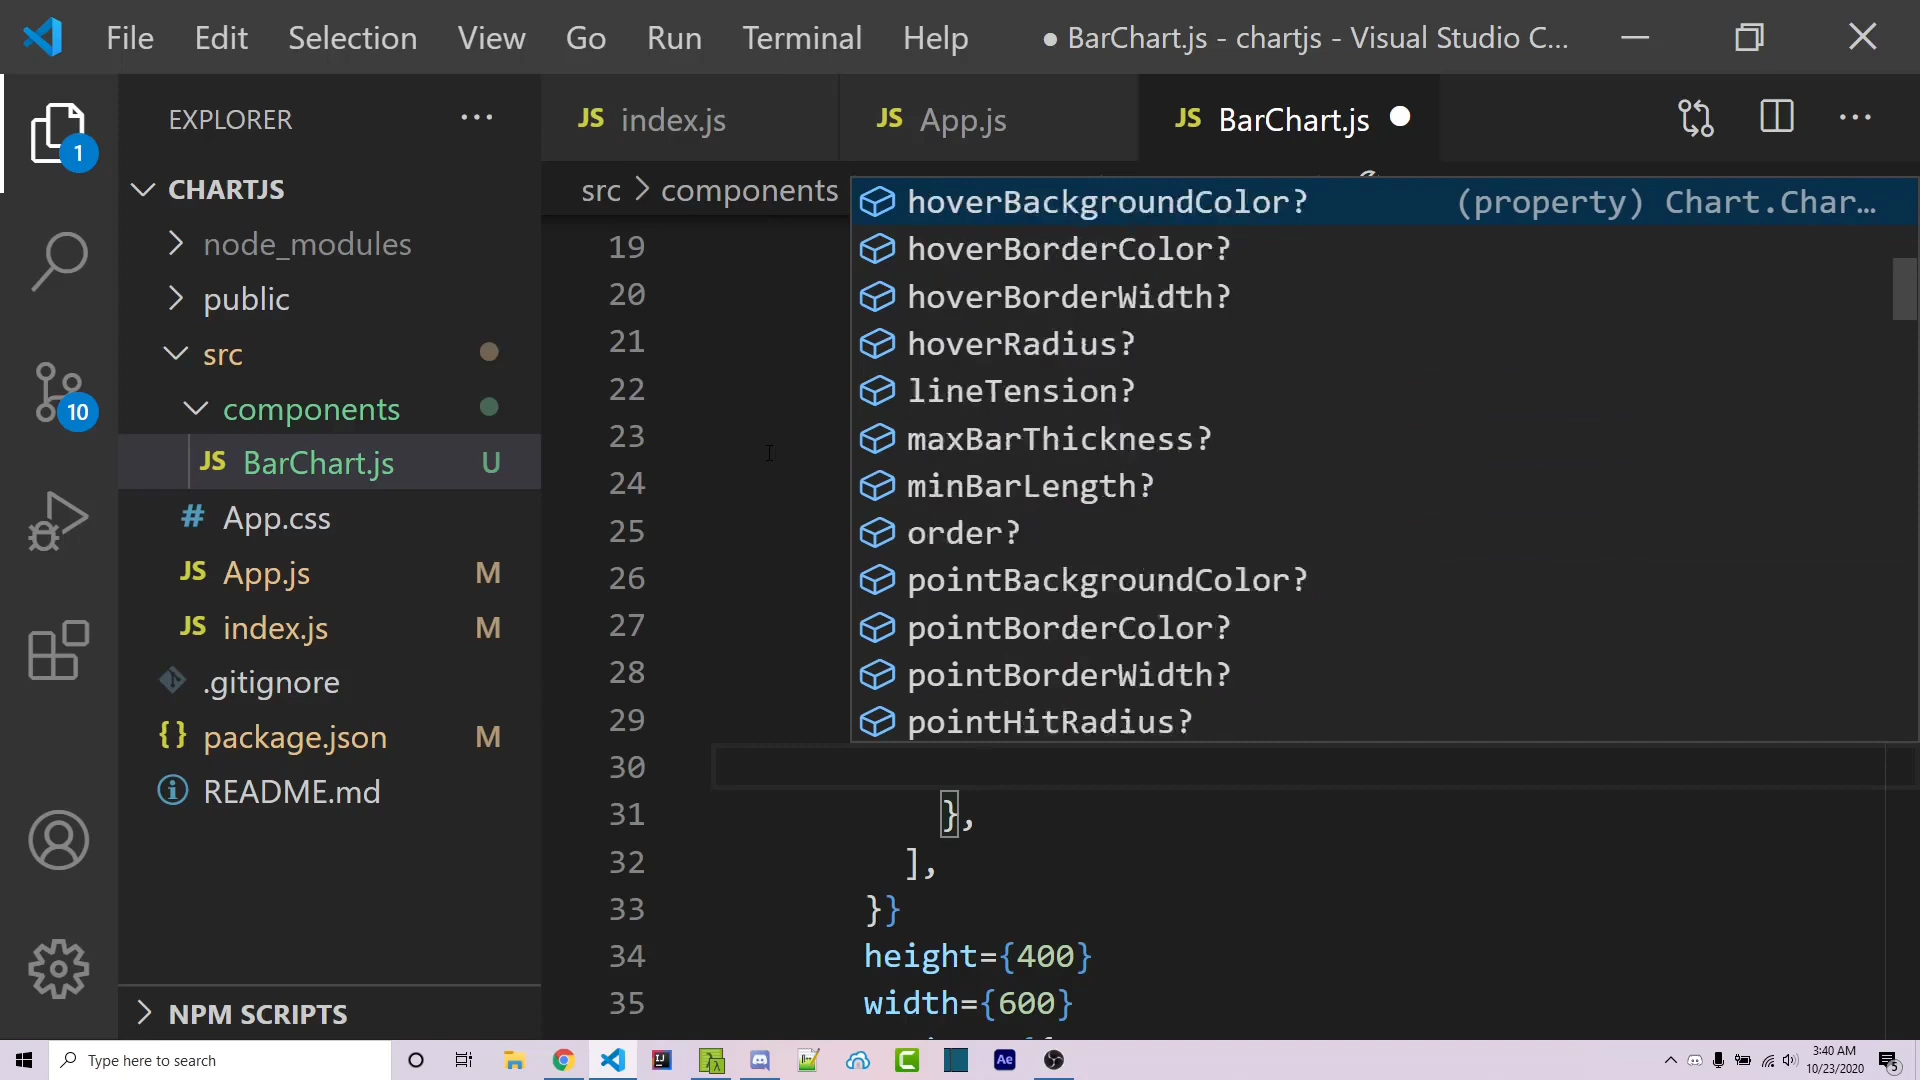 File Edit Selection View Go Run Terminal Help ● BarChart.js - chartjs - Visual Studio C...
EXPLORER ...
JS index.js JS App.js JS BarChart.js ● ...
1
CHARTJS
src > components
node_modules
public
src
components
JS BarChart.js U
10
# App.css
JS App.js M
JS index.js M
.gitignore
{} package.json M
README.md
NPM SCRIPTS
hoverBackgroundColor? (property) Chart.Char...
19 hoverBorderColor?
20 hoverBorderWidth?
21 hoverRadius?
22 lineTension?
23 maxBarThickness?
24 minBarLength?
25 order?
26 pointBackgroundColor?
27 pointBorderColor?
28 pointBorderWidth?
29 pointHitRadius?
30
31 },
32 ],
33 }}
34 height={400}
35 width={600}
Type here to search
Ae
3:40 AM
10/23/2020
5